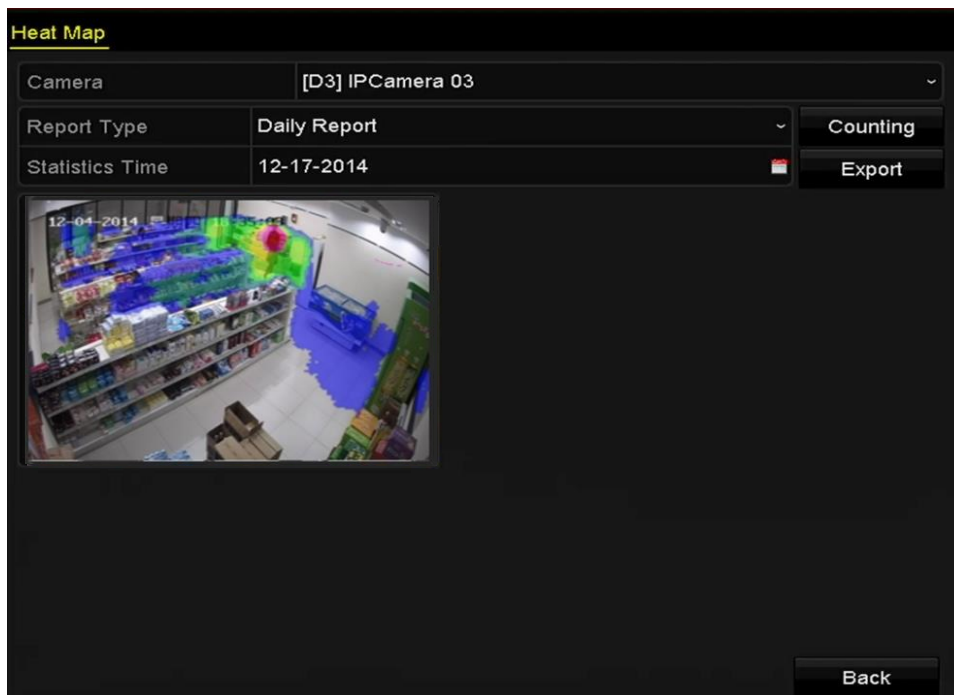 Heat Map
Camera [D3] IPCamera 03
Report Type Daily Report Counting
Statistics Time 12-17-2014 Export
12-04-2014
Back